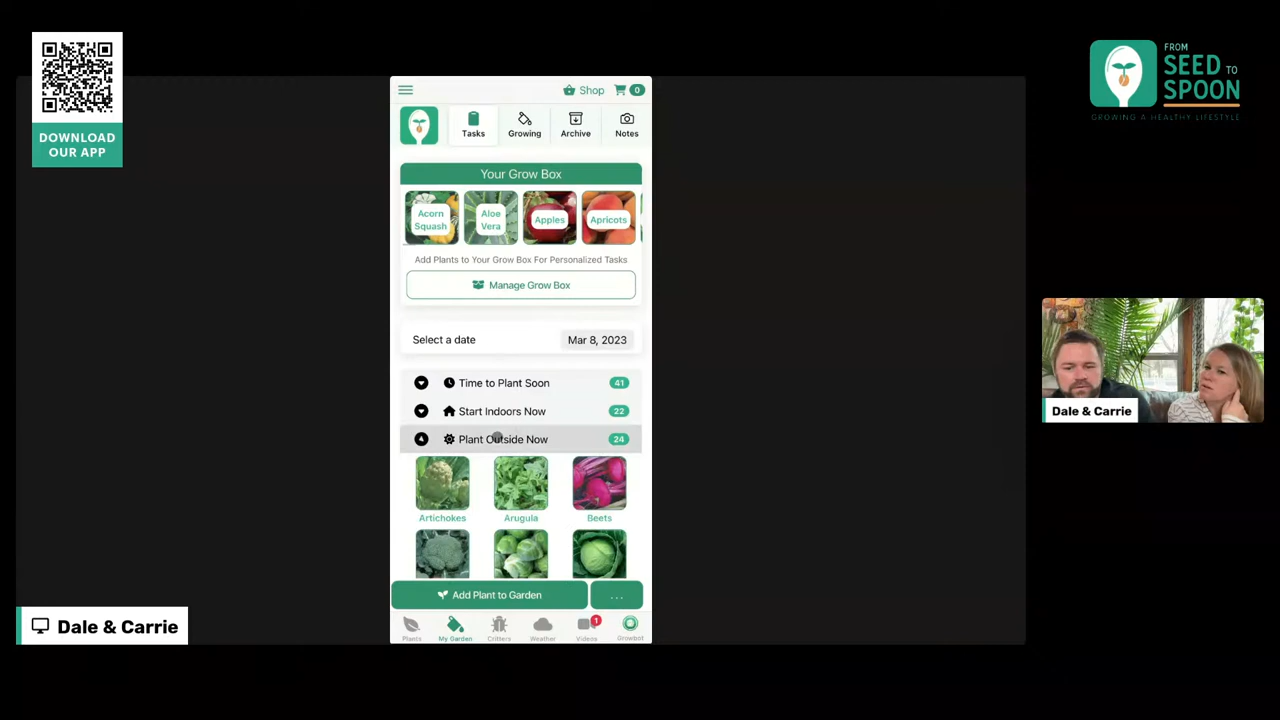 DOWNLOAD
OUR APP
FROM
SEED TO
SPOON
GROWING A HEALTHY LIFESTYLE
Shop
0
Tasks
Growing
Archive
Notes
Your Grow Box
Acorn
Squash
Aloe
Vera
Apples
Apricots
Add Plants to Your Grow Box For Personalized Tasks
Manage Grow Box
Select a date
Mar 8, 2023
Time to Plant Soon
41
Start Indoors Now
22
Plant Outside Now
24
Artichokes
Arugula
Beets
Add Plant to Garden
...
Plants
My Garden
Critters
Weather
Videos
1
Growbot
Dale & Carrie
Dale & Carrie